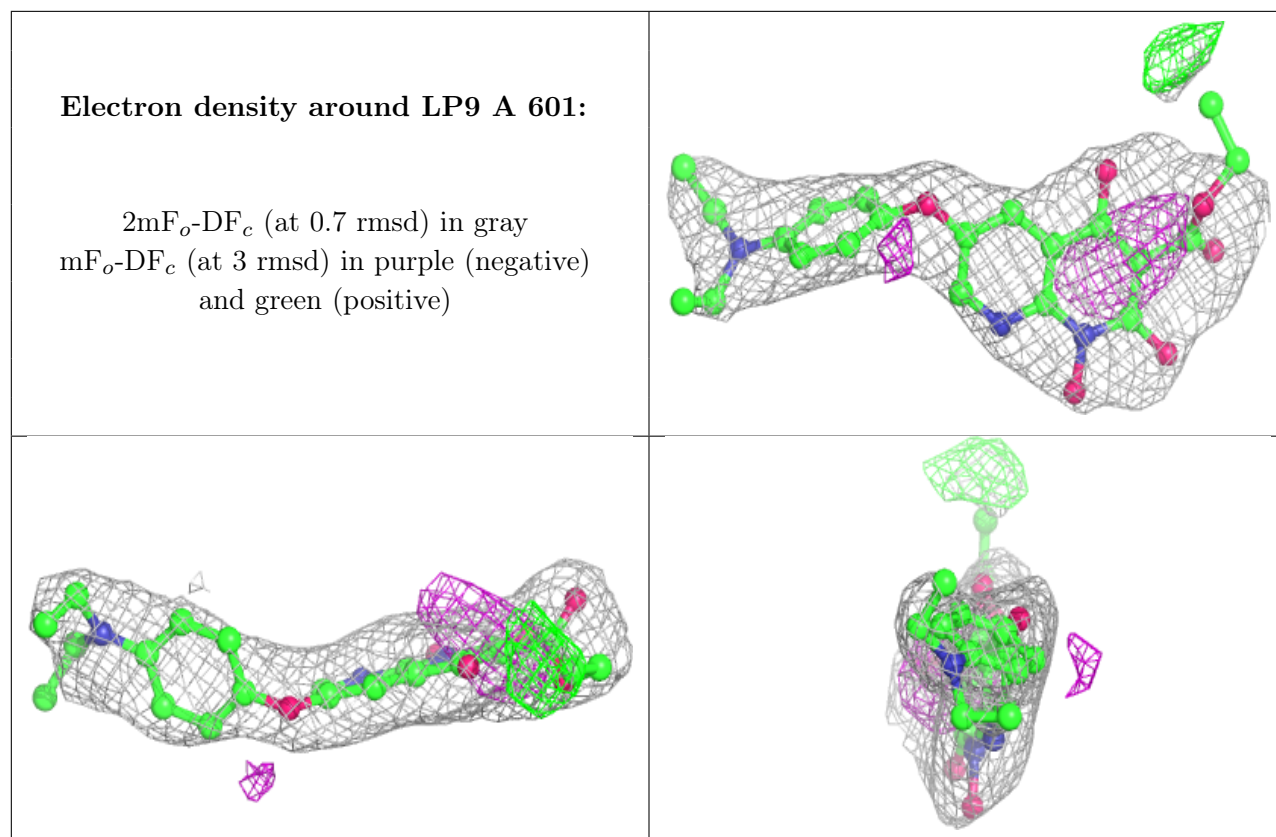 Electron density around LP9 A 601:
2mFₒ-DF𝒸 (at 0.7 rmsd) in gray
mFₒ-DF𝒸 (at 3 rmsd) in purple (negative)
and green (positive)